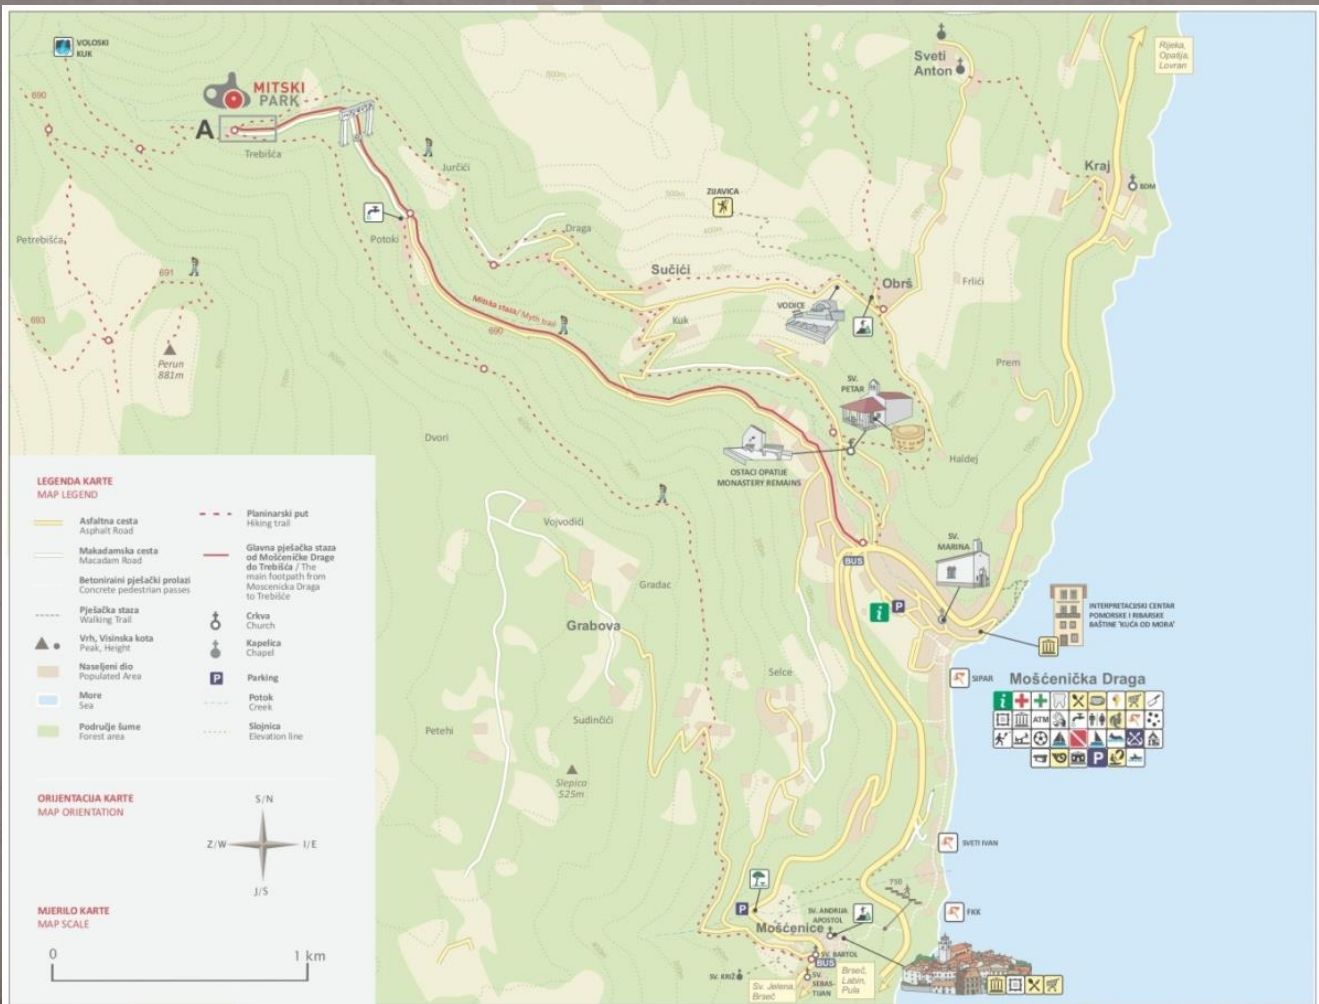 VOLOSKI
KUK
690
MITSKI
PARK
A
Trebišća
Jurčići
Sveti
Anton
Rijeka,
Opatija,
Lovran
Kraj
BDM
ZIJAVICA
Petrebišća
Potoki
Draga
691
693
Perun
881m
Sučići
Obrš
Frlići
VODICE
Mitska staza/ Myth trail
690
Kuk
Prem
SV.
PETAR
Dvori
OSTACI OPATIJE
MONASTERY REMAINS
Haldej
SV.
MARINA
BUS
Vojvodići
Gradac
Grabova
i
P
INTERPRETACIJSKI CENTAR
POMORSKE I RIBARSKE
BAŠTINE 'KUĆA OD MORA'
SIPAR
Mošćenička Draga
i
ATM
P
Selce
Sudinčići
Petehi
Slepica
525m
SVETI IVAN
750
FKK
P
SV. ANDRIJA
APOSTOL
Mošćenice
SV. BARTOL
BUS
SV. KRIŽ
SV.
SEBAS-
TIJAN
Sv. Jelena,
Brseč
Brseč,
Labin,
Pula
LEGENDA KARTE
MAP LEGEND
Asfaltna cesta
Asphalt Road
Makadamska cesta
Macadam Road
Betoniraini pješački prolazi
Concrete pedestrian passes
Pješačka staza
Walking Trail
Vrh, Visinska kota
Peak, Height
Naseljeni dio
Populated Area
More
Sea
Područje šume
Forest area
Planinarski put
Hiking trail
Glavna pješačka staza
od Mošćeničke Drage
do Trebišća / The
main footpath from
Moscenicka Draga
to Trebišće
Crkva
Church
Kapelica
Chapel
P
Parking
Potok
Creek
Slojnica
Elevation line
ORIJENTACIJA KARTE
MAP ORIENTATION
S/N
Z/W
I/E
J/S
MJERILO KARTE
MAP SCALE
0
1 km